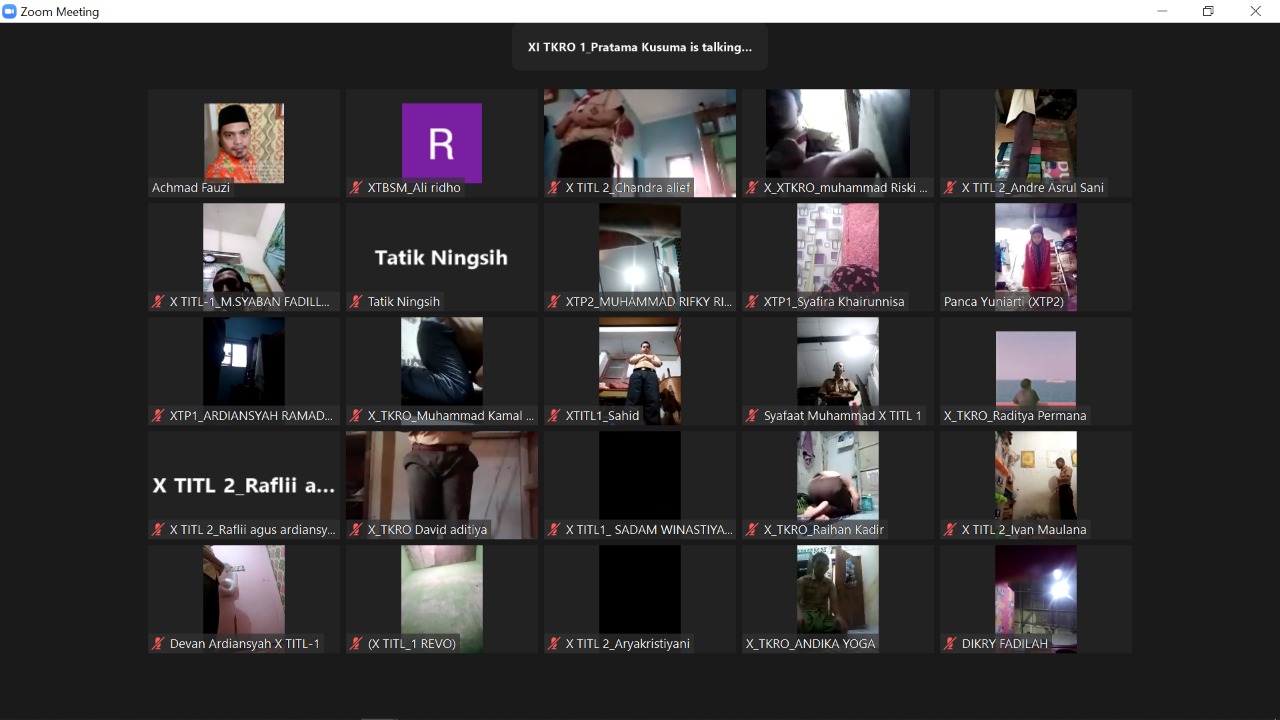 Zoom Meeting
XI TKRO 1_Pratama Kusuma is talking...
Achmad Fauzi
R
XTBSM_Ali ridho
X TITL 2_Chandra alief
X_XTKRO_muhammad Riski ...
X TITL 2_Andre Asrul Sani
X TITL-1_M.SYABAN FADILL...
Tatik Ningsih
Tatik Ningsih
XTP2_MUHAMMAD RIFKY RI...
XTP1_Syafira Khairunnisa
Panca Yuniarti (XTP2)
XTP1_ARDIANSYAH RAMAD...
X_TKRO_Muhammad Kamal ...
XTITL1_Sahid
Syafaat Muhammad X TITL 1
X_TKRO_Raditya Permana
X TITL 2_Raflii a...
X TITL 2_Raflii agus ardiansy...
X_TKRO David aditiya
X TITL1_ SADAM WINASTIYA...
X_TKRO_Raihan Kadir
X TITL 2_Ivan Maulana
Devan Ardiansyah X TITL-1
(X TITL_1 REVO)
X TITL 2_Aryakristiyani
X_TKRO_ANDIKA YOGA
DIKRY FADILAH